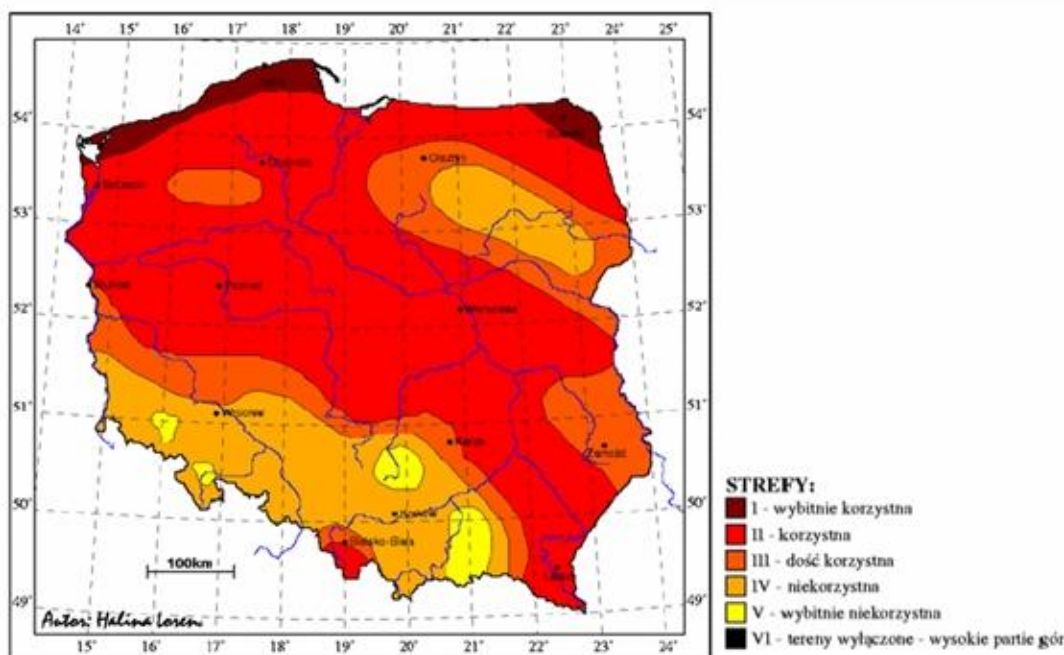 14° 15° 16° 17° 18° 19° 20° 21° 22° 23° 24° 25°
54° 54°
Olsztyn
Szczecin
53° 53°
Poznań
52° Warszawa 52°
51° Wrocław 51°
Kielce
Zamość
50° Kraków 50°
Bielsko-Biała
100km
49° 49°
Autor: Halina Lorenc
15° 16° 17° 18° 19° 20° 21° 22° 23° 24°
STREFY:
I - wybitnie korzystna
II - korzystna
III - dość korzystna
IV - niekorzystna
V - wybitnie niekorzystna
VI - tereny wyłączone - wysokie partie gór